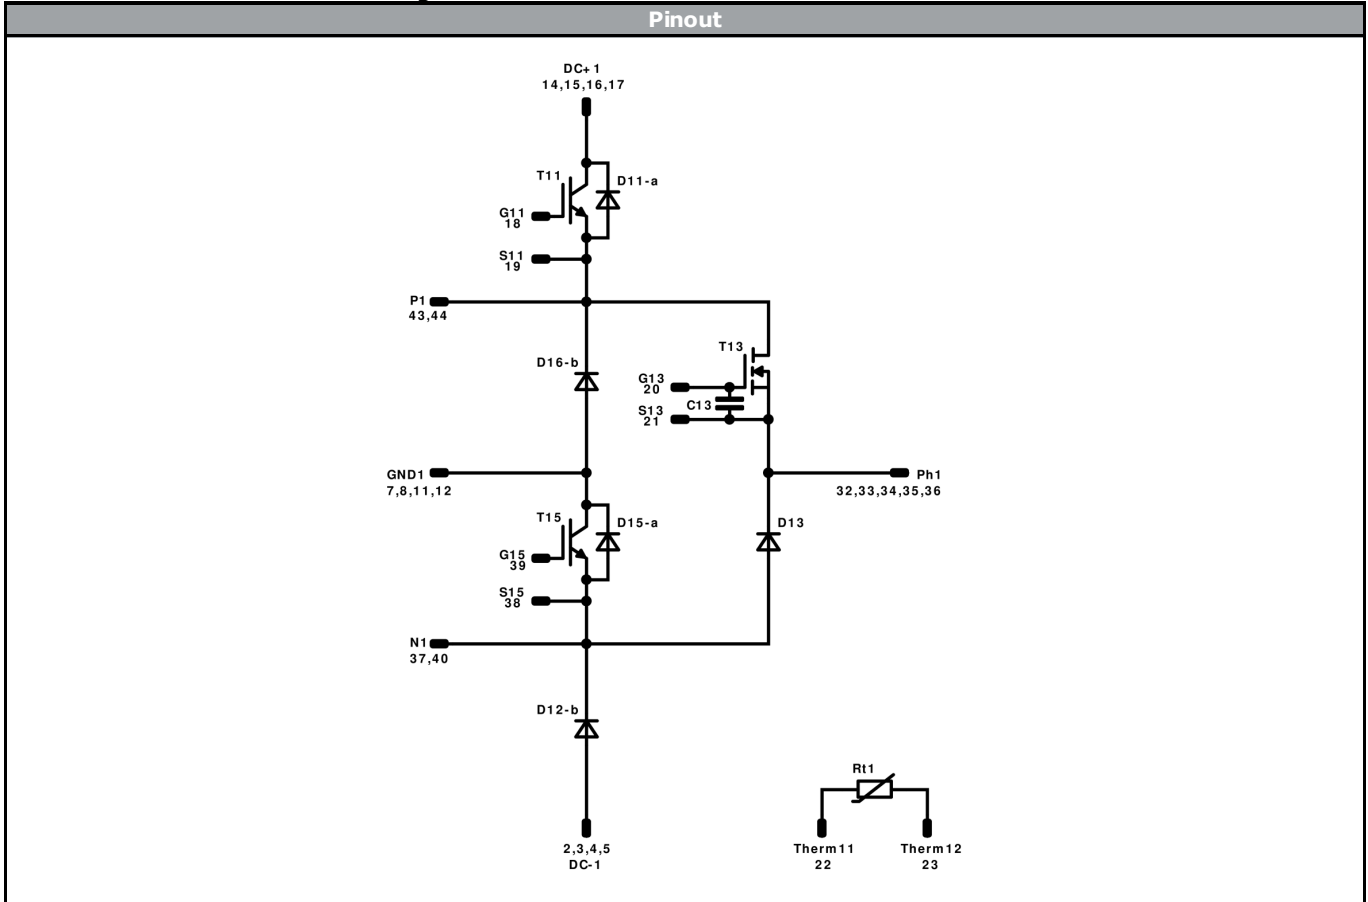 Pinout
DC+1
14,15,16,17
T11
D11-a
G11
18
S11
19
P1
43,44
T13
D16-b
G13
20
C13
S13
21
GND1
7,8,11,12
Ph1
32,33,34,35,36
T15
D15-a
D13
G15
39
S15
38
N1
37,40
D12-b
Rt1
2,3,4,5
DC-1
Therm11
22
Therm12
23